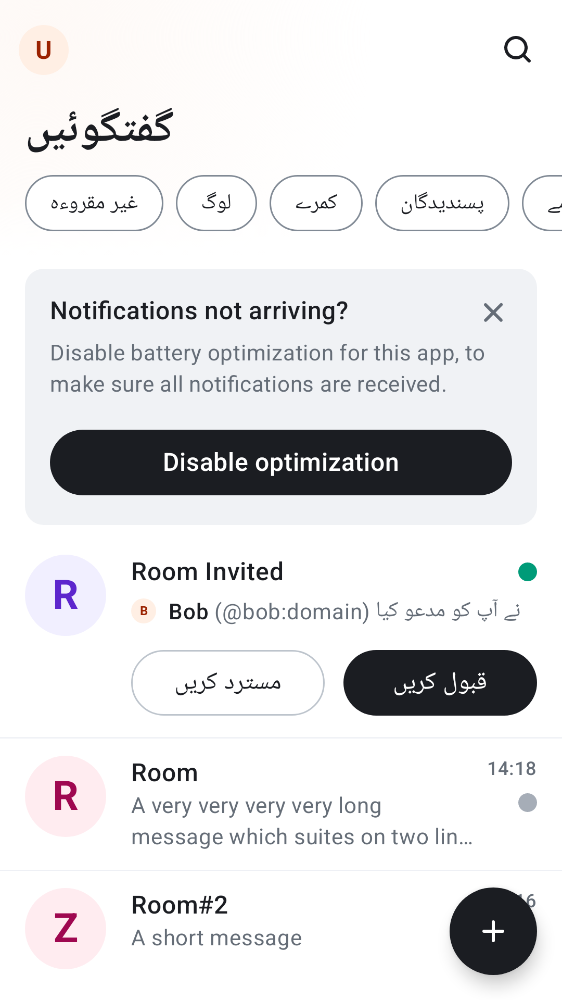 U
گفتگوئیں
غیر مقروءہ
لوگ
کمرے
پسندیدگان
Notifications not arriving?
Disable battery optimization for this app, to
make sure all notifications are received.
Disable optimization
R
Room Invited
B
Bob (@bob:domain) نے آپ کو مدعو کیا
مسترد کریں
قبول کریں
R
Room
14:18
A very very very very long
message which suites on two lin…
Z
Room#2
A short message